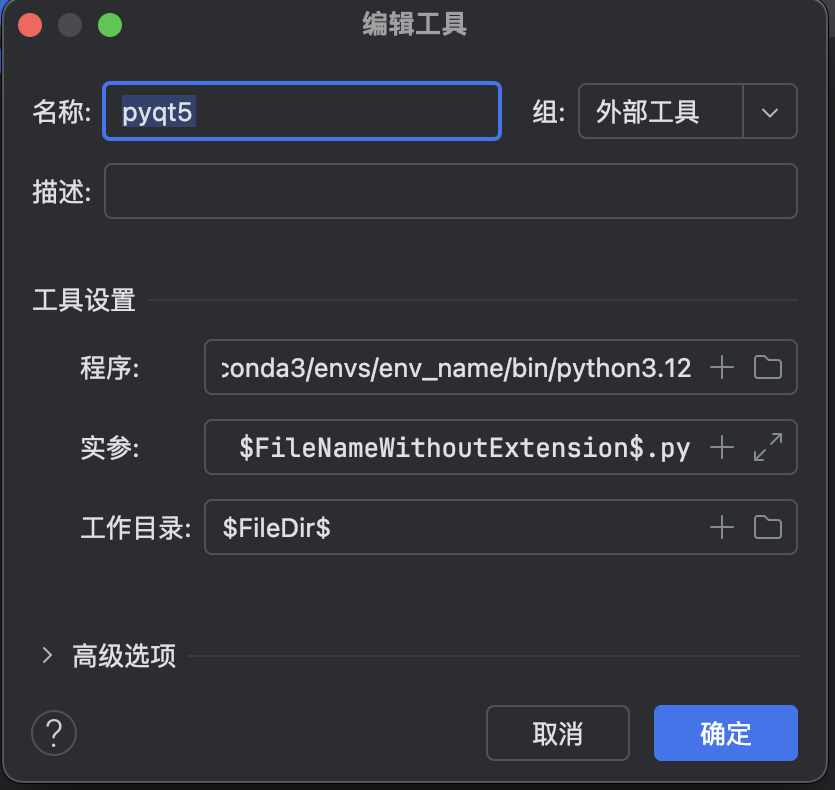 编辑工具
名称: pyqt5 组: 外部工具
描述:
工具设置
程序: conda3/envs/env_name/bin/python3.12
实参: $FileNameWithoutExtension$.py
工作目录: $FileDir$
高级选项
? 取消 确定